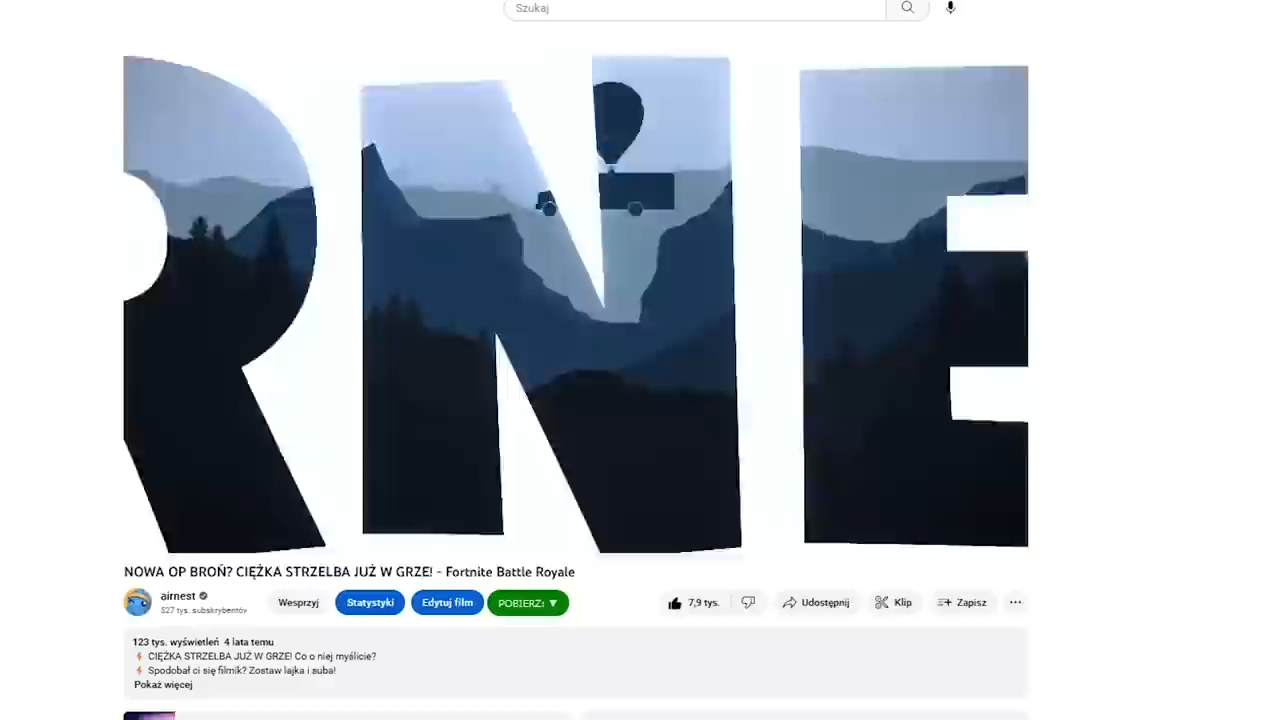 Szukaj
RNE
NOWA OP BROŃ? CIĘŻKA STRZELBA JUŻ W GRZE! - Fortnite Battle Royale
airnest
527 tys. subskrybentów
Wesprzyj
Statystyki
Edytuj film
POBIERZ: ▼
7,9 tys.
Udostępnij
Klip
Zapisz
123 tys. wyświetleń 4 lata temu
CIĘŻKA STRZELBA JUŻ W GRZE! Co o niej myślicie?
Spodobał ci się filmik? Zostaw lajka i suba!
Pokaż więcej